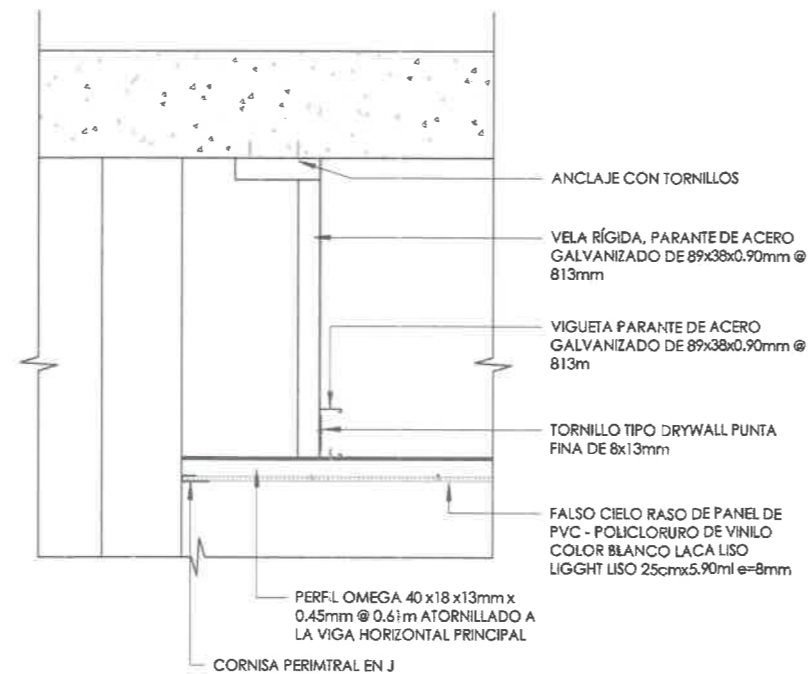 ANCLAJE CON TORNILLOS
VELA RÍGIDA, PARANTE DE ACERO
GALVANIZADO DE 89x38x0.90mm @
813mm
VIGUETA PARANTE DE ACERO
GALVANIZADO DE 89x38x0.90mm @
813m
TORNILLO TIPO DRYWALL PUNTA
FINA DE 8x13mm
FALSO CIELO RASO DE PANEL DE
PVC - POLICLORURO DE VINILO
COLOR BLANCO LACA LISO
LIGGHT LISO 25cmx5.90ml e=8mm
PERFIL OMEGA 40 x18 x13mm x
0.45mm @ 0.61m ATORNILLADO A
LA VIGA HORIZONTAL PRINCIPAL
CORNISA PERIMTRAL EN J